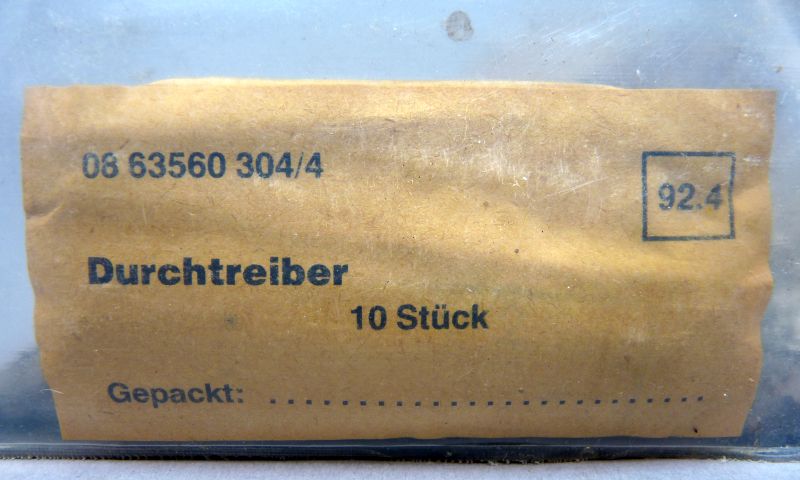 08 63560 304/4
92.4
Durchtreiber
10 Stück
Gepackt: ............................